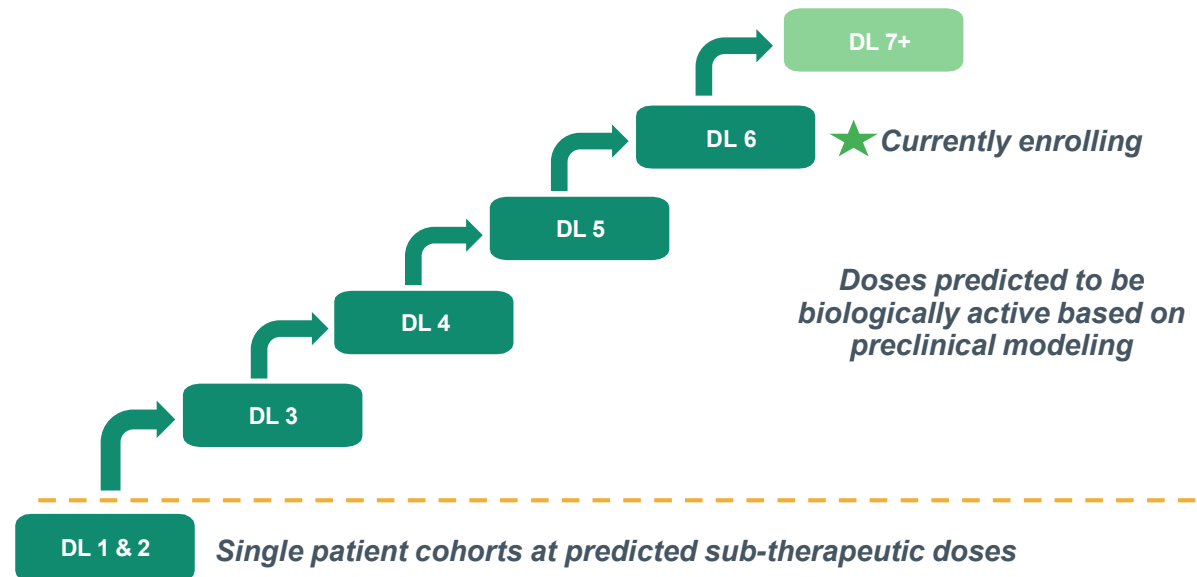 DL 7+
DL 6
Currently enrolling
DL 5
Doses predicted to be
biologically active based on
preclinical modeling
DL 4
DL 3
DL 1 & 2
Single patient cohorts at predicted sub-therapeutic doses